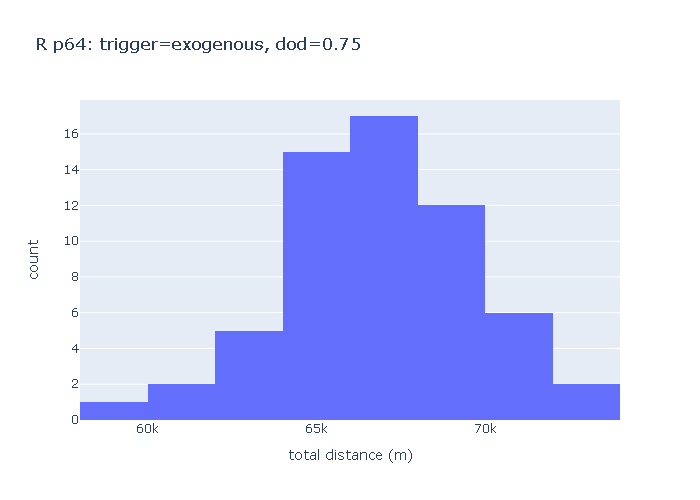 R p64: trigger=exogenous, dod=0.75
16
14
12
10
8
6
4
2
0
count
60k
65k
70k
total distance (m)